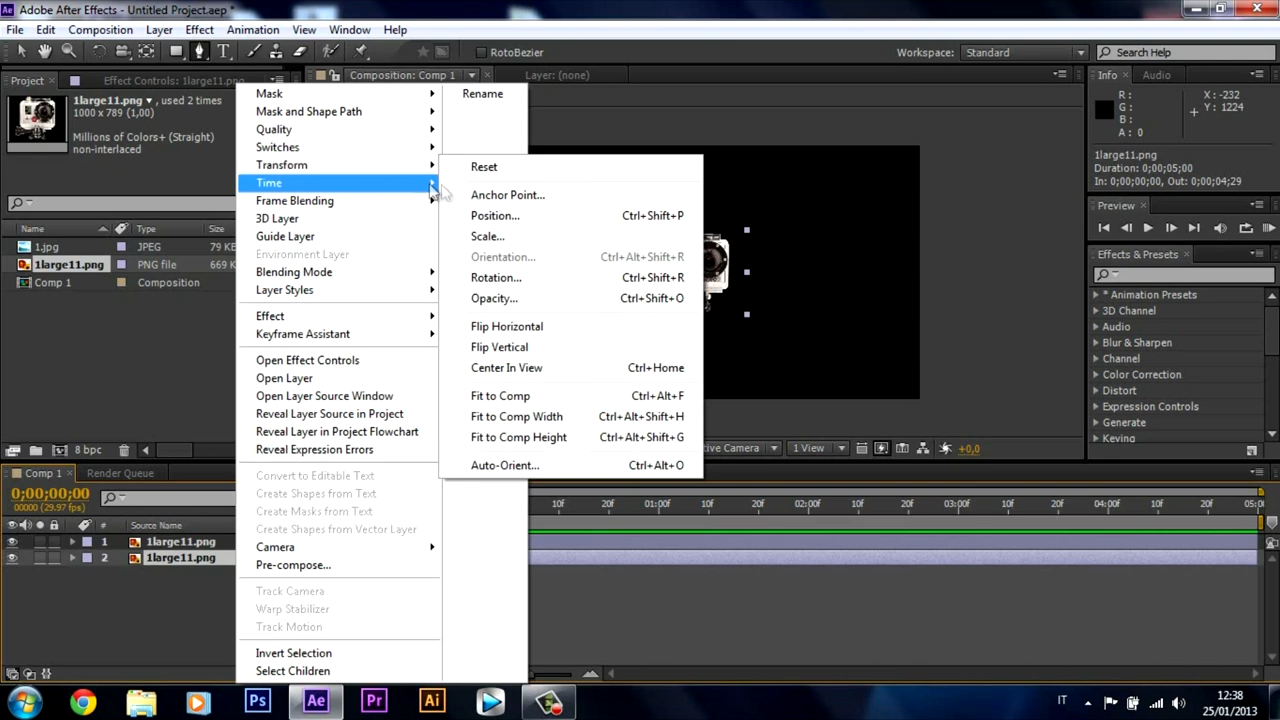 Adobe After Effects - Untitled Project.aep *
File Edit Composition Layer Effect Animation View Window Help
RotoBezier
Workspace: Standard
Search Help
Project
Effect Controls: 1large11.png
Composition: Comp 1
Layer: (none)
Info
Audio
1large11.png ▾, used 2 times
1000 x 789 (1,00)
Millions of Colors+ (Straight)
non-interlaced
R :
G :
B :
A : 0
X : -232
Y : 1224
1large11.png
Duration: 0;00;05;00
In: 0;00;00;00, Out: 0;00;04;29
Preview
Effects & Presets
* Animation Presets
3D Channel
Audio
Blur & Sharpen
Channel
Color Correction
Distort
Expression Controls
Generate
Keying
Name
Type
1.jpg JPEG 79 KB
1large11.png PNG file 669 K
Comp 1 Composition
Mask
Mask and Shape Path
Quality
Switches
Transform
Time
Frame Blending
3D Layer
Guide Layer
Environment Layer
Blending Mode
Layer Styles
Effect
Keyframe Assistant
Open Effect Controls
Open Layer
Open Layer Source Window
Reveal Layer Source in Project
Reveal Layer in Project Flowchart
Reveal Expression Errors
Convert to Editable Text
Create Shapes from Text
Create Masks from Text
Create Shapes from Vector Layer
Camera
Pre-compose...
Track Camera
Warp Stabilizer
Track Motion
Invert Selection
Select Children
Rename
Reset
Anchor Point...
Position... Ctrl+Shift+P
Scale...
Orientation... Ctrl+Alt+Shift+R
Rotation... Ctrl+Shift+R
Opacity... Ctrl+Shift+O
Flip Horizontal
Flip Vertical
Center In View Ctrl+Home
Fit to Comp Ctrl+Alt+F
Fit to Comp Width Ctrl+Alt+Shift+H
Fit to Comp Height Ctrl+Alt+Shift+G
Auto-Orient... Ctrl+Alt+O
8 bpc
Camera
1 View
+0,0
Comp 1
Render Queue
0;00;00;00
00000 (29.97 fps)
# Source Name
1 1large11.png
2 1large11.png
10f 20f 01:00f 10f 20f 02:00f 10f 20f 03:00f 10f 20f 04:00f 10f 20f
Ps Ae Pr Ai
IT
12:38
25/01/2013